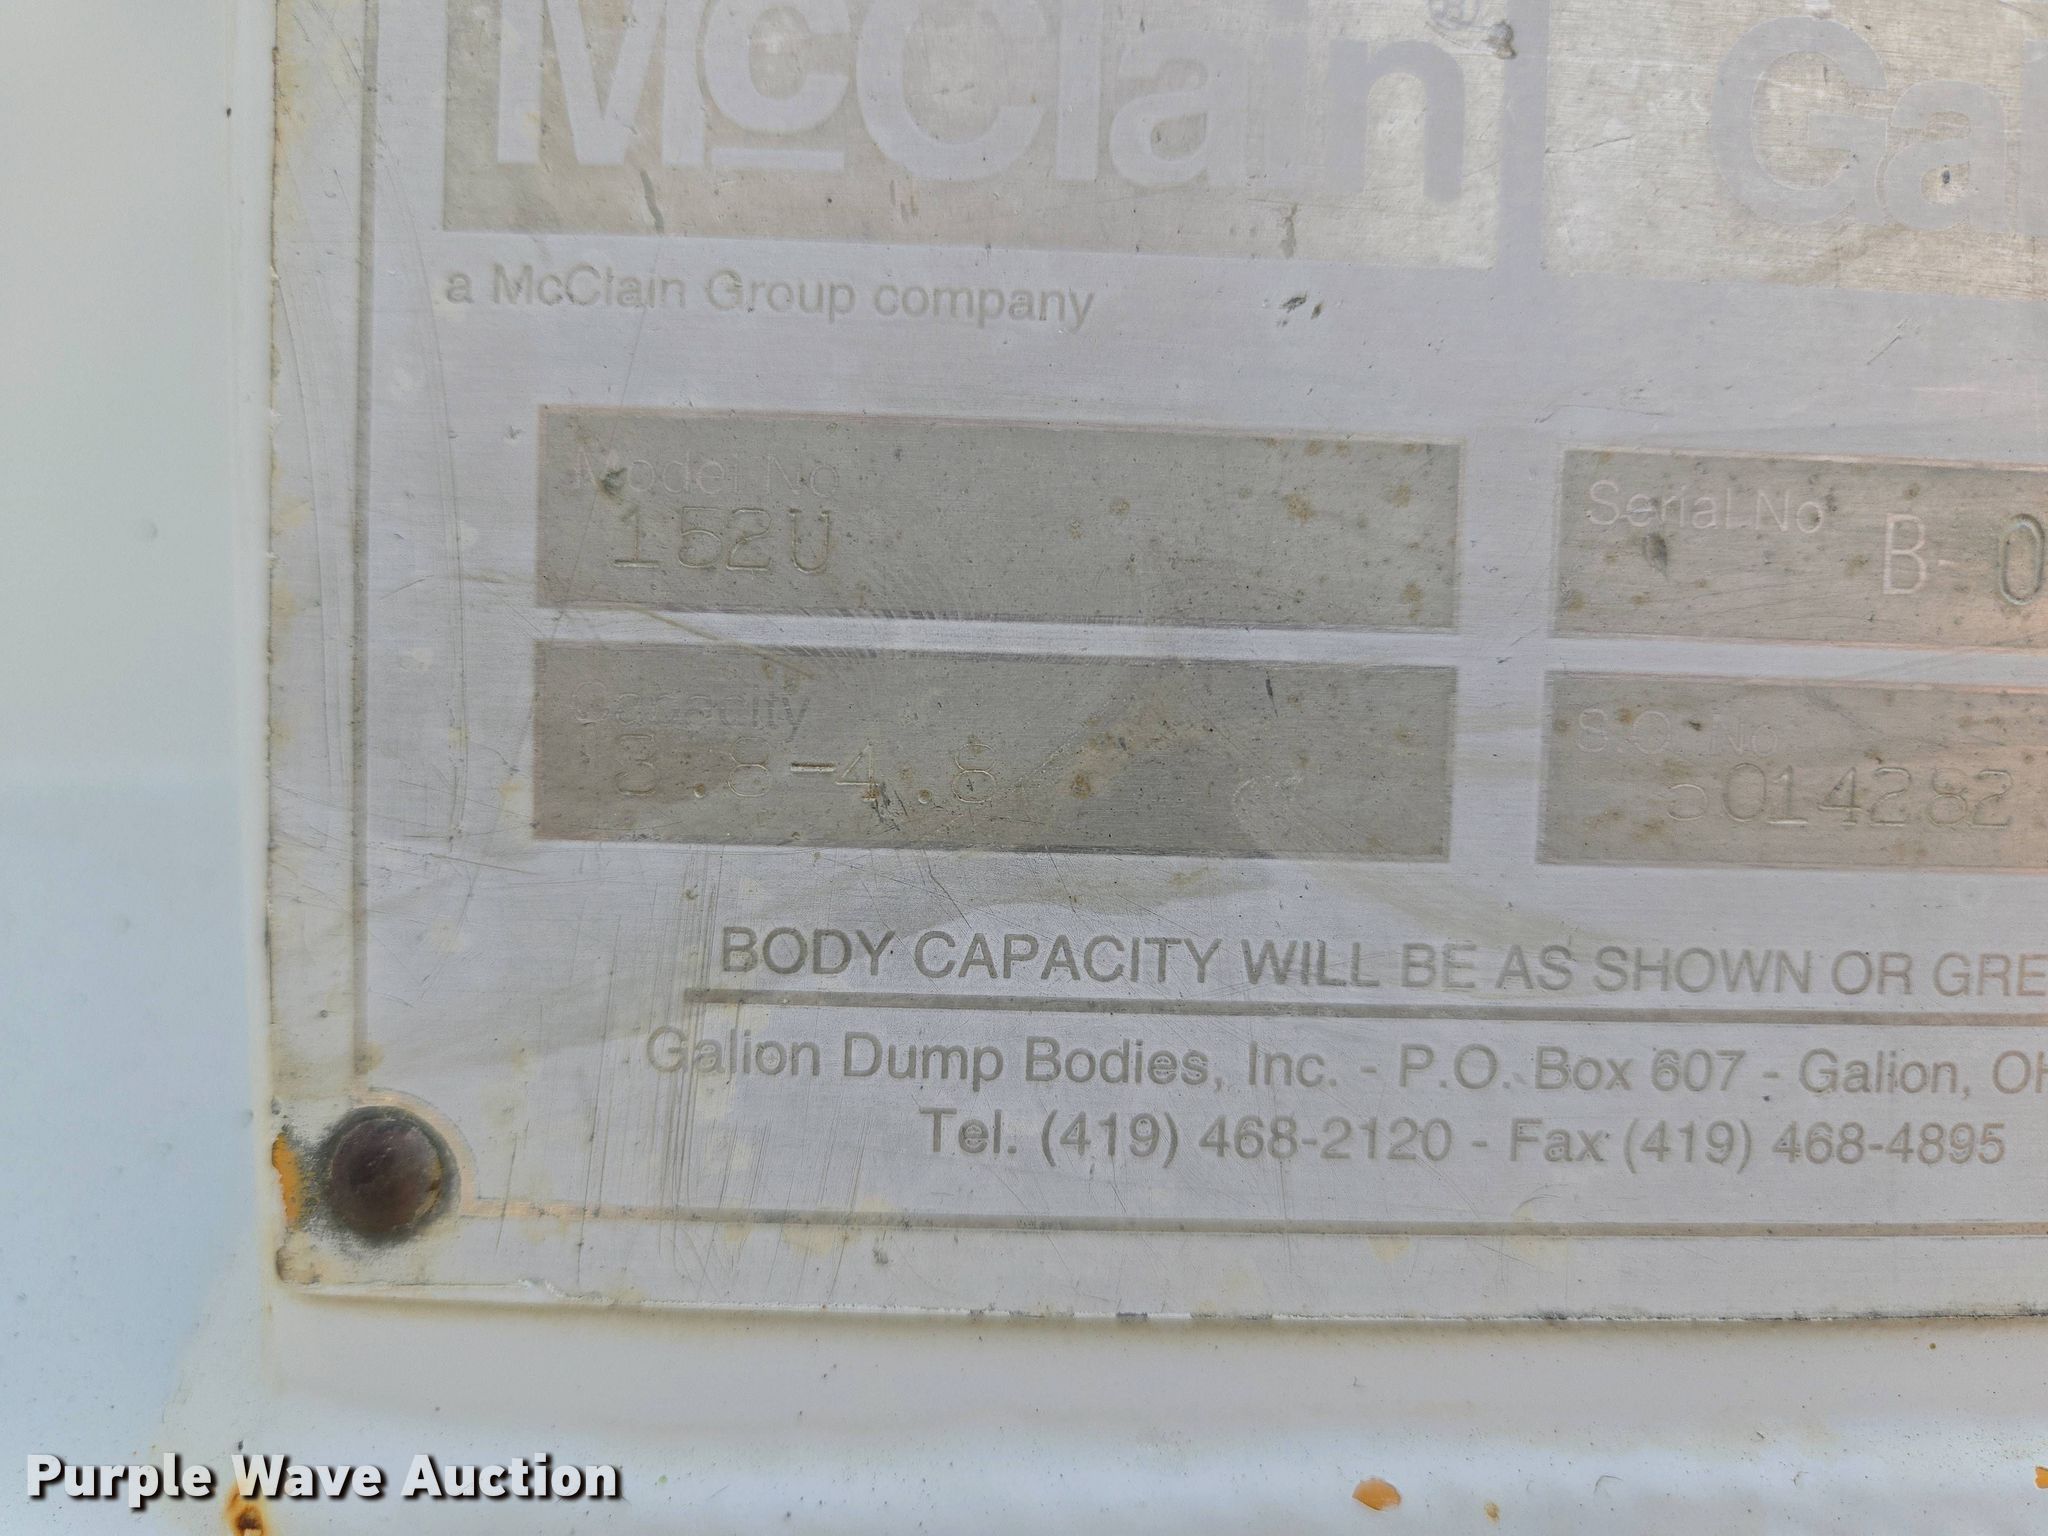 McClain Gal
a McClain Group company
Model No Serial No B-0
152U
Capacity S.O. No
3.8-4.8 5014282
BODY CAPACITY WILL BE AS SHOWN OR GRE
Galion Dump Bodies, Inc. - P.O. Box 607 - Galion, OH
Tel. (419) 468-2120 - Fax (419) 468-4895
Purple Wave Auction